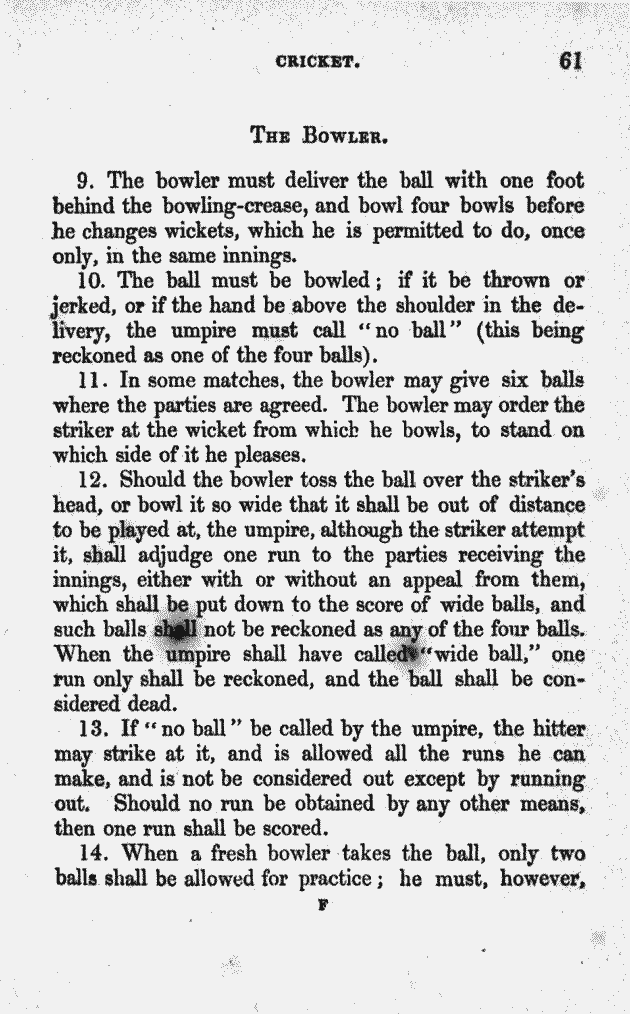 CRICKET. 61
THE BOWLER.
9. The bowler must deliver the ball with one foot
behind the bowling-crease, and bowl four bowls before
he changes wickets, which he is permitted to do, once
only, in the same innings.
10. The ball must be bowled; if it be thrown or
jerked, or if the hand be above the shoulder in the de-
livery, the umpire must call "no ball" (this being
reckoned as one of the four balls).
11. In some matches, the bowler may give six balls
where the parties are agreed. The bowler may order the
striker at the wicket from which he bowls, to stand on
which side of it he pleases.
12. Should the bowler toss the ball over the striker's
head, or bowl it so wide that it shall be out of distance
to be played at, the umpire, although the striker attempt
it, shall adjudge one run to the parties receiving the
innings, either with or without an appeal from them,
which shall be put down to the score of wide balls, and
such balls shall not be reckoned as any of the four balls.
When the umpire shall have called "wide ball," one
run only shall be reckoned, and the ball shall be con-
sidered dead.
13. If "no ball" be called by the umpire, the hitter
may strike at it, and is allowed all the runs he can
make, and is not be considered out except by running
out. Should no run be obtained by any other means,
then one run shall be scored.
14. When a fresh bowler takes the ball, only two
balls shall be allowed for practice; he must, however,
F